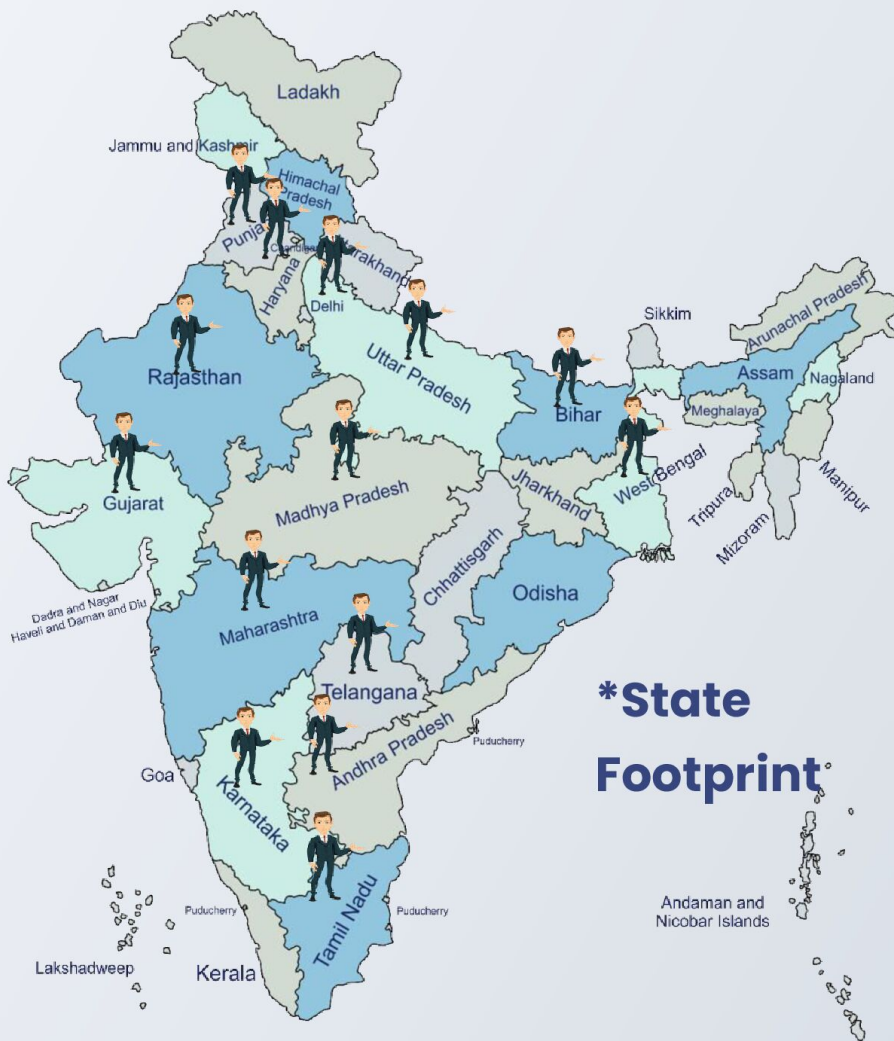 Ladakh
Jammu and Kashmir
Himachal
Pradesh
Punja
Haryana
Delhi
Sikkim
Arunachal Pradesh
Rajasthan
Uttar Pradesh
Bihar
Assam
Nagaland
Meghalaya
Manipur
Tripura
Mizoram
West Bengal
Jharkhand
Gujarat
Madhya Pradesh
Chhattisgarh
Odisha
Dadra and Nagar
Haveli and Daman and Diu
Maharashtra
Telangana
*State
Footprint
Andhra Pradesh
Puducherry
Goa
Karnataka
Tamil Nadu
Puducherry
Puducherry
Andaman and
Nicobar Islands
Lakshadweep
Kerala